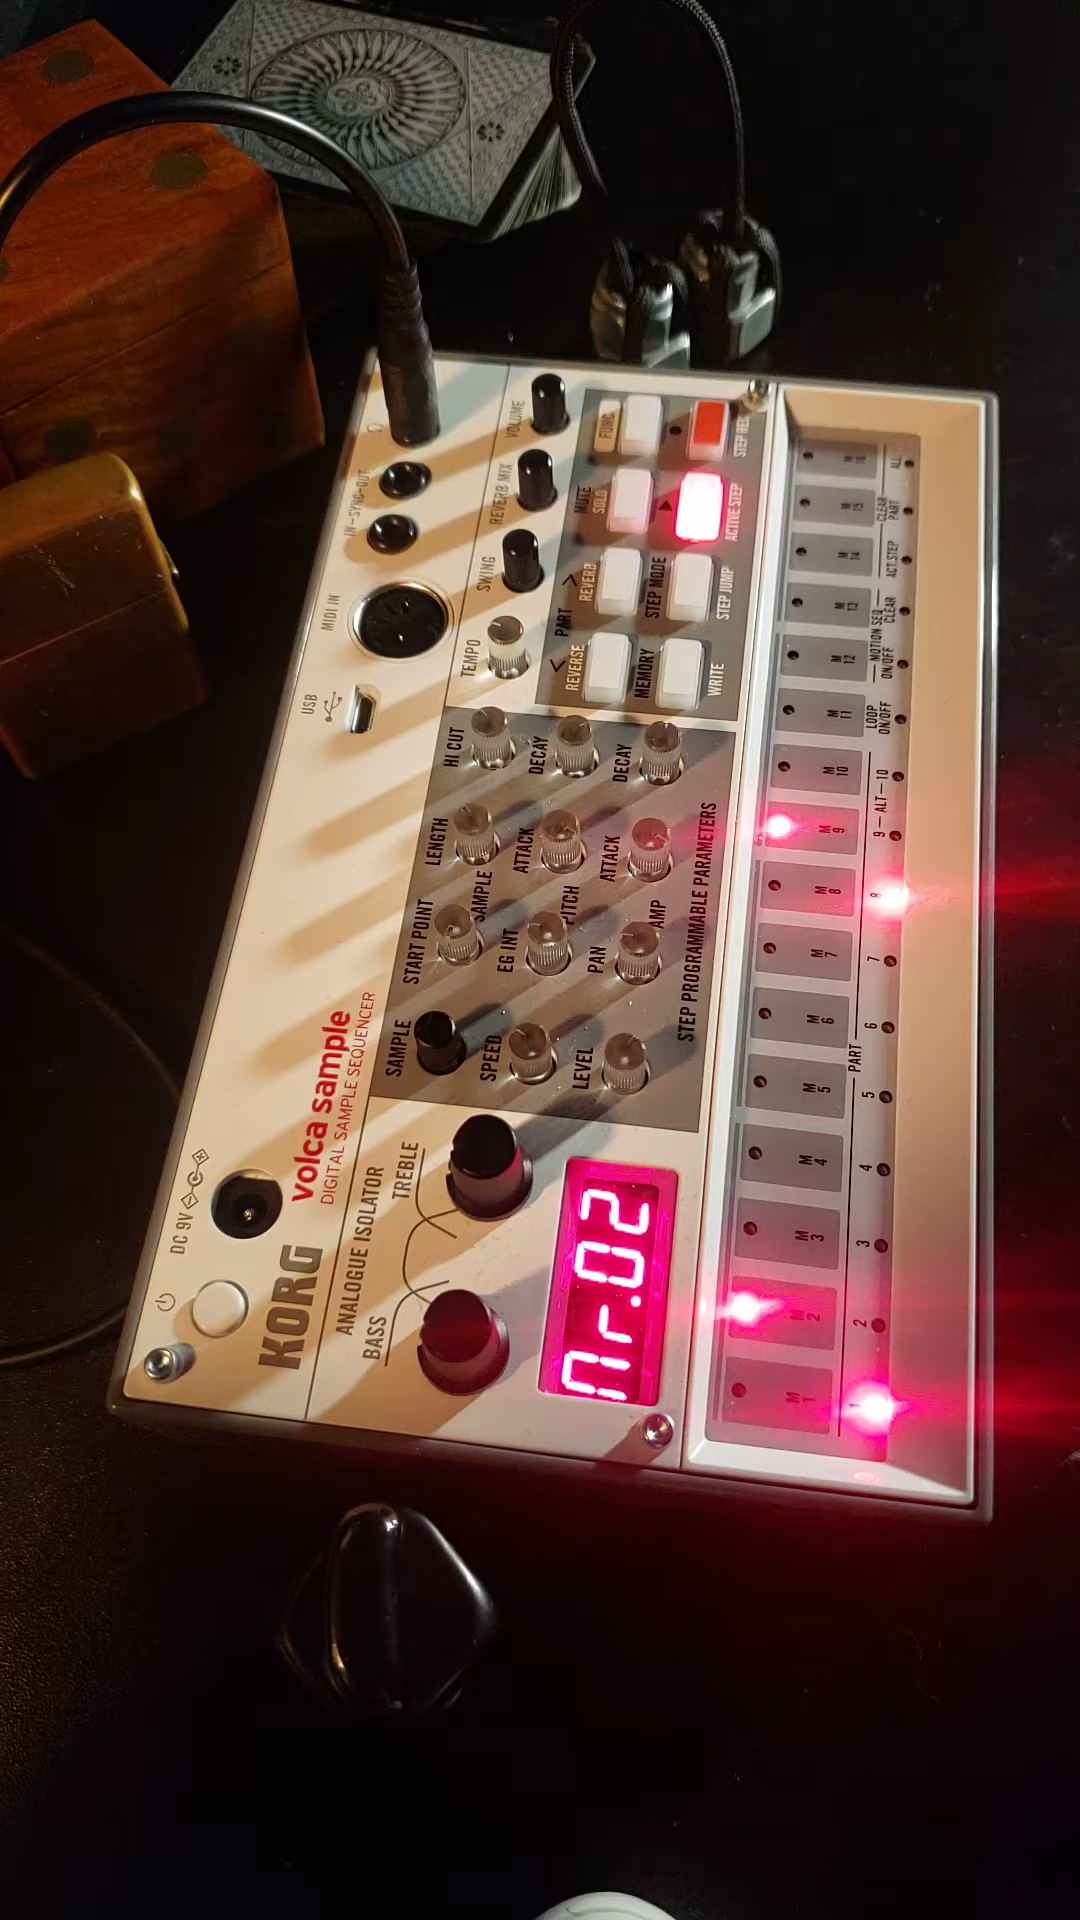 KORG
volca sample
DIGITAL SAMPLE SEQUENCER
DC 9V
USB
MIDI IN
IN-SYNC-OUT
ANALOGUE ISOLATOR
BASS
TREBLE
nr.02
SAMPLE
START POINT
LENGTH
HI CUT
SAMPLE
SPEED
EG INT
ATTACK
DECAY
PITCH
LEVEL
PAN
ATTACK
DECAY
AMP
STEP PROGRAMMABLE PARAMETERS
TEMPO
SWING
REVERB MIX
VOLUME
< PART >
MUTE
REVERSE
REVERB
SOLO
FUNC
MEMORY
STEP MODE
WRITE
STEP JUMP
ACTIVE STEP
STEP REC
M 1
M 2
M 3
M 4
M 5
M 6
M 7
M 8
M 9
M 10
M 11
M 12
M 13
M 14
M 15
M 16
1
2
3
4
5
6
7
8
9 – ALT – 10
PART
LOOP ON/OFF
MOTION SEQ
ON/OFF
CLEAR
ACT.STEP
CLEAR
PART
ALL